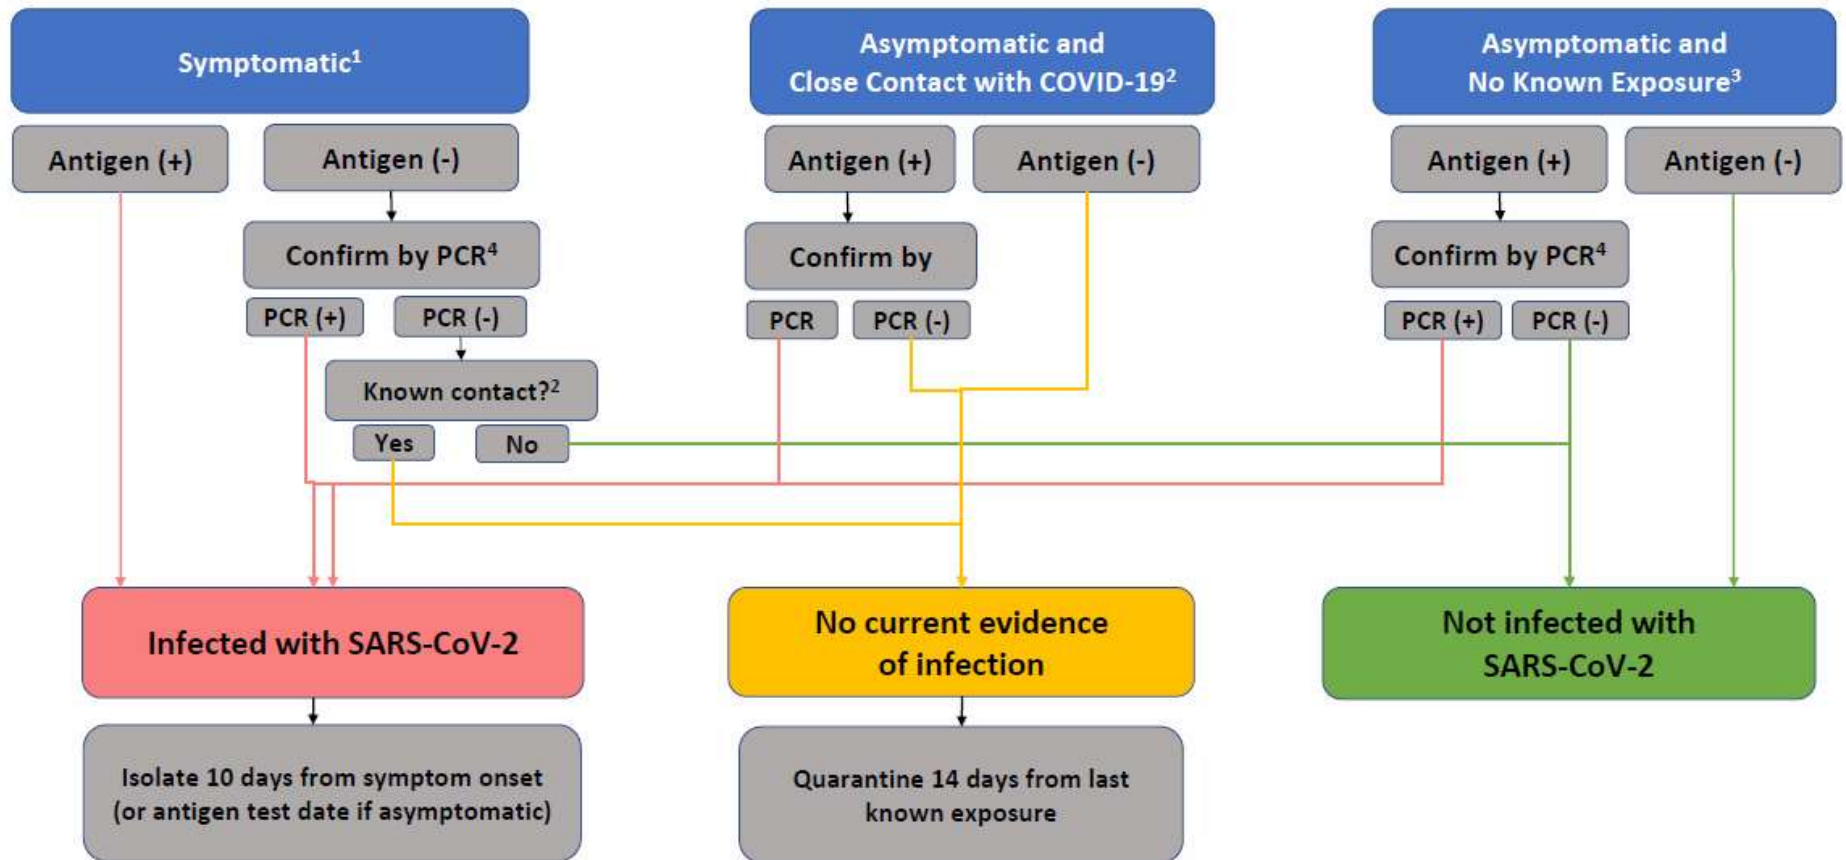 Symptomatic¹
Asymptomatic and
Close Contact with COVID-19²
Asymptomatic and
No Known Exposure³
Antigen (+)
Antigen (-)
Antigen (+)
Antigen (-)
Antigen (+)
Antigen (-)
Confirm by PCR⁴
Confirm by
Confirm by PCR⁴
PCR (+)
PCR (-)
PCR
PCR (-)
PCR (+)
PCR (-)
Known contact?²
Yes
No
Infected with SARS-CoV-2
No current evidence
of infection
Not infected with
SARS-CoV-2
Isolate 10 days from symptom onset
(or antigen test date if asymptomatic)
Quarantine 14 days from last
known exposure